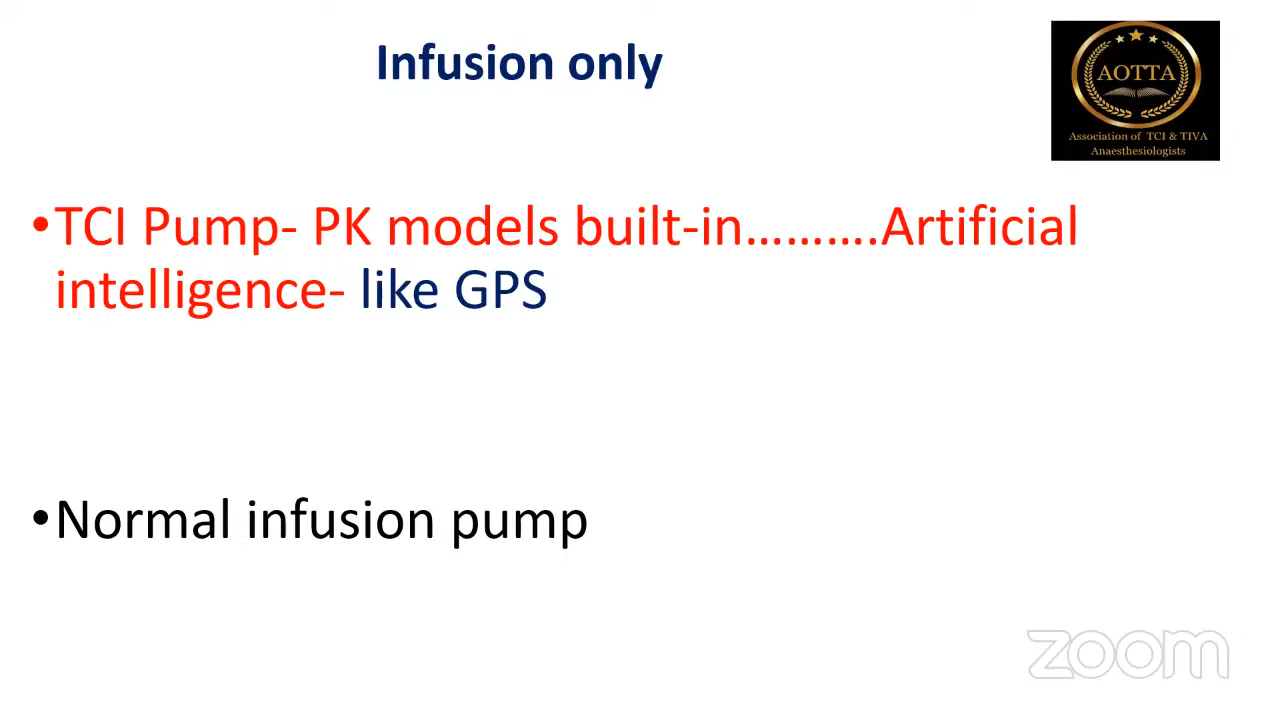 Infusion only
AOTTA
Association of TCI & TIVA
Anaesthesiologists
•TCI Pump- PK models built-in……….Artificial
intelligence- like GPS
•Normal infusion pump
zoom